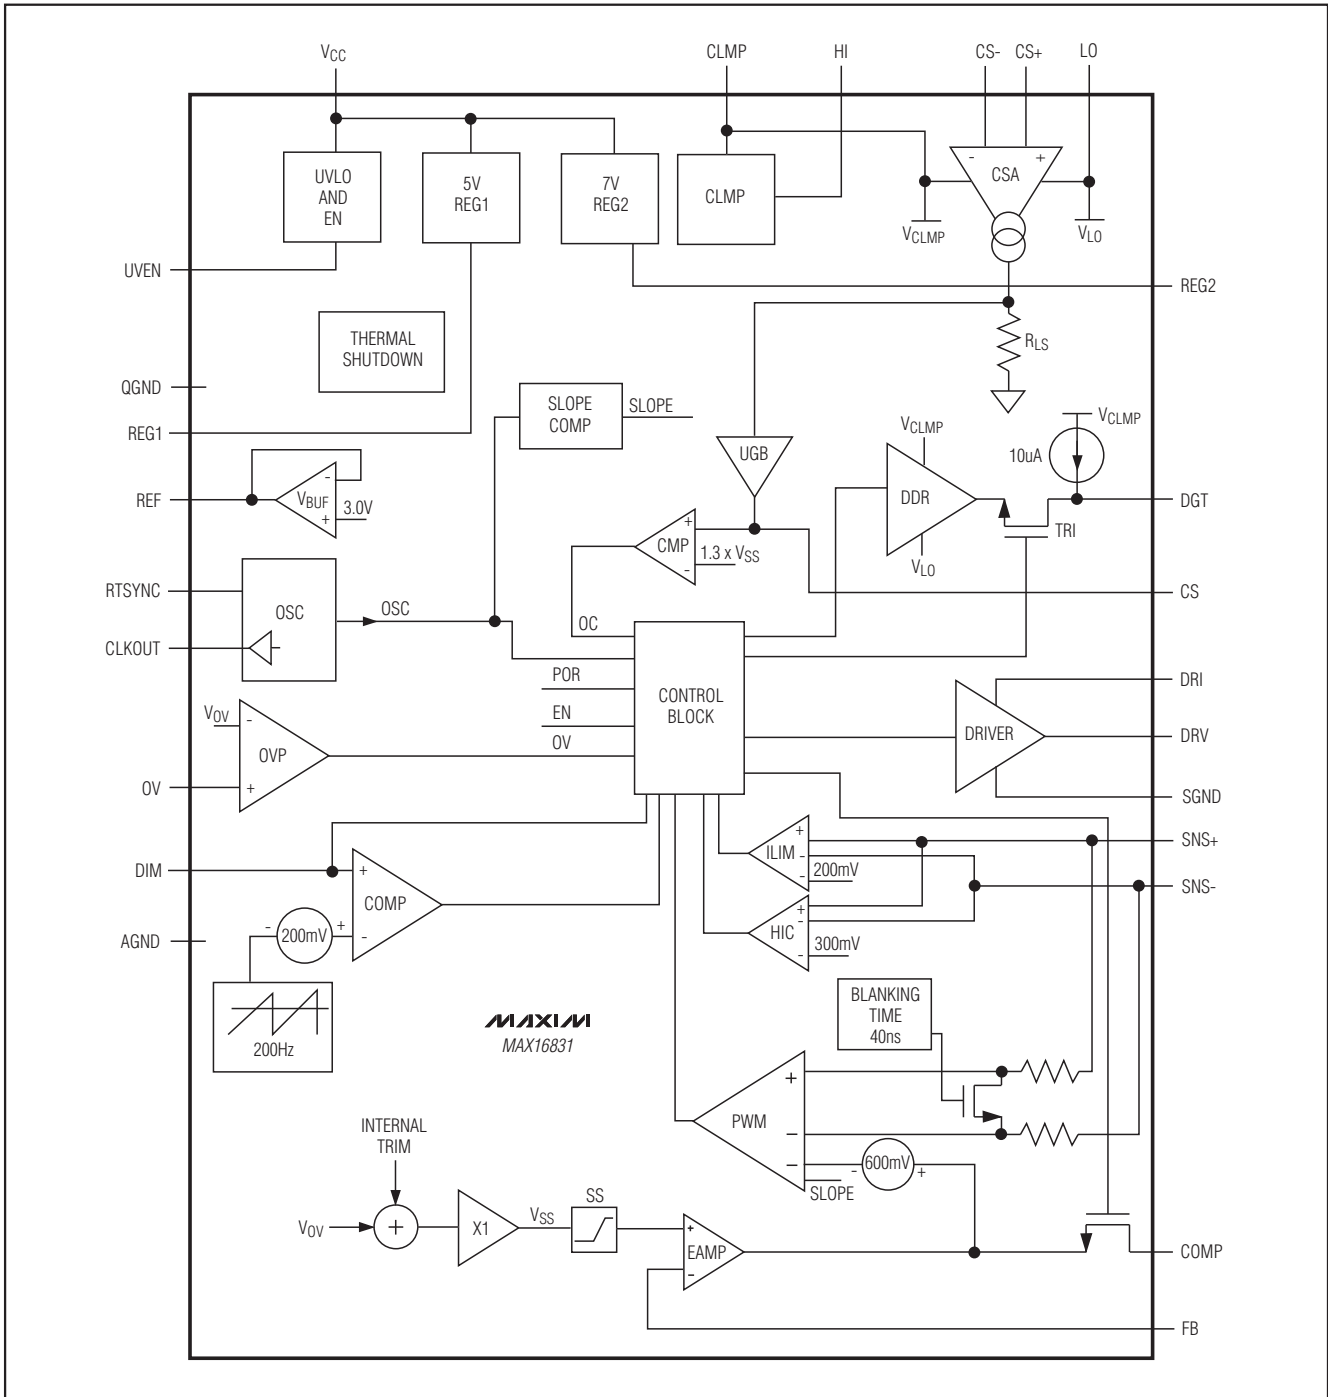 VCC
CLMP
HI
CS-
CS+
LO
UVLO
AND
EN
5V
REG1
7V
REG2
CLMP
-
+
CSA
VCLMP
VLO
UVEN
REG2
THERMAL
SHUTDOWN
RLS
QGND
REG1
SLOPE
COMP
SLOPE
UGB
VCLMP
DDR
VLO
VCLMP
10uA
REF
-
VBUF
+
3.0V
DGT
TRI
+
CMP
-
1.3 x VSS
RTSYNC
OSC
OSC
CLKOUT
CS
OC
POR
EN
OV
CONTROL
BLOCK
DRI
DRIVER
DRV
SGND
VOV
-
OVP
+
OV
SNS+
+
ILIM
-
-
200mV
SNS-
DIM
+
COMP
-
-
200mV
+
+
-
HIC
-
300mV
AGND
200Hz
MAXIM
MAX16831
BLANKING
TIME
40ns
+
PWM
−
−
SLOPE
-
600mV
+
INTERNAL
TRIM
VOV
+
X1
VSS
SS
+
EAMP
-
COMP
FB